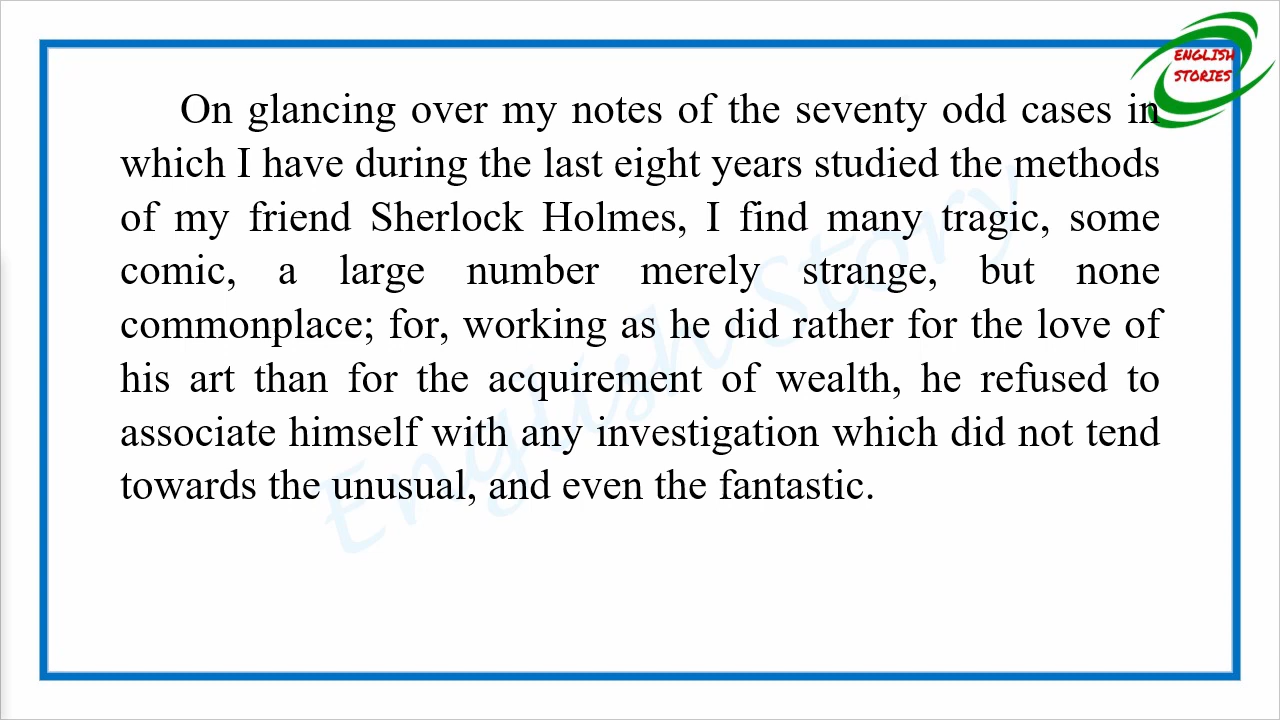 ENGLISH
STORIES
On glancing over my notes of the seventy odd cases in
which I have during the last eight years studied the methods
of my friend Sherlock Holmes, I find many tragic, some
comic, a large number merely strange, but none
commonplace; for, working as he did rather for the love of
his art than for the acquirement of wealth, he refused to
associate himself with any investigation which did not tend
towards the unusual, and even the fantastic.
English Story